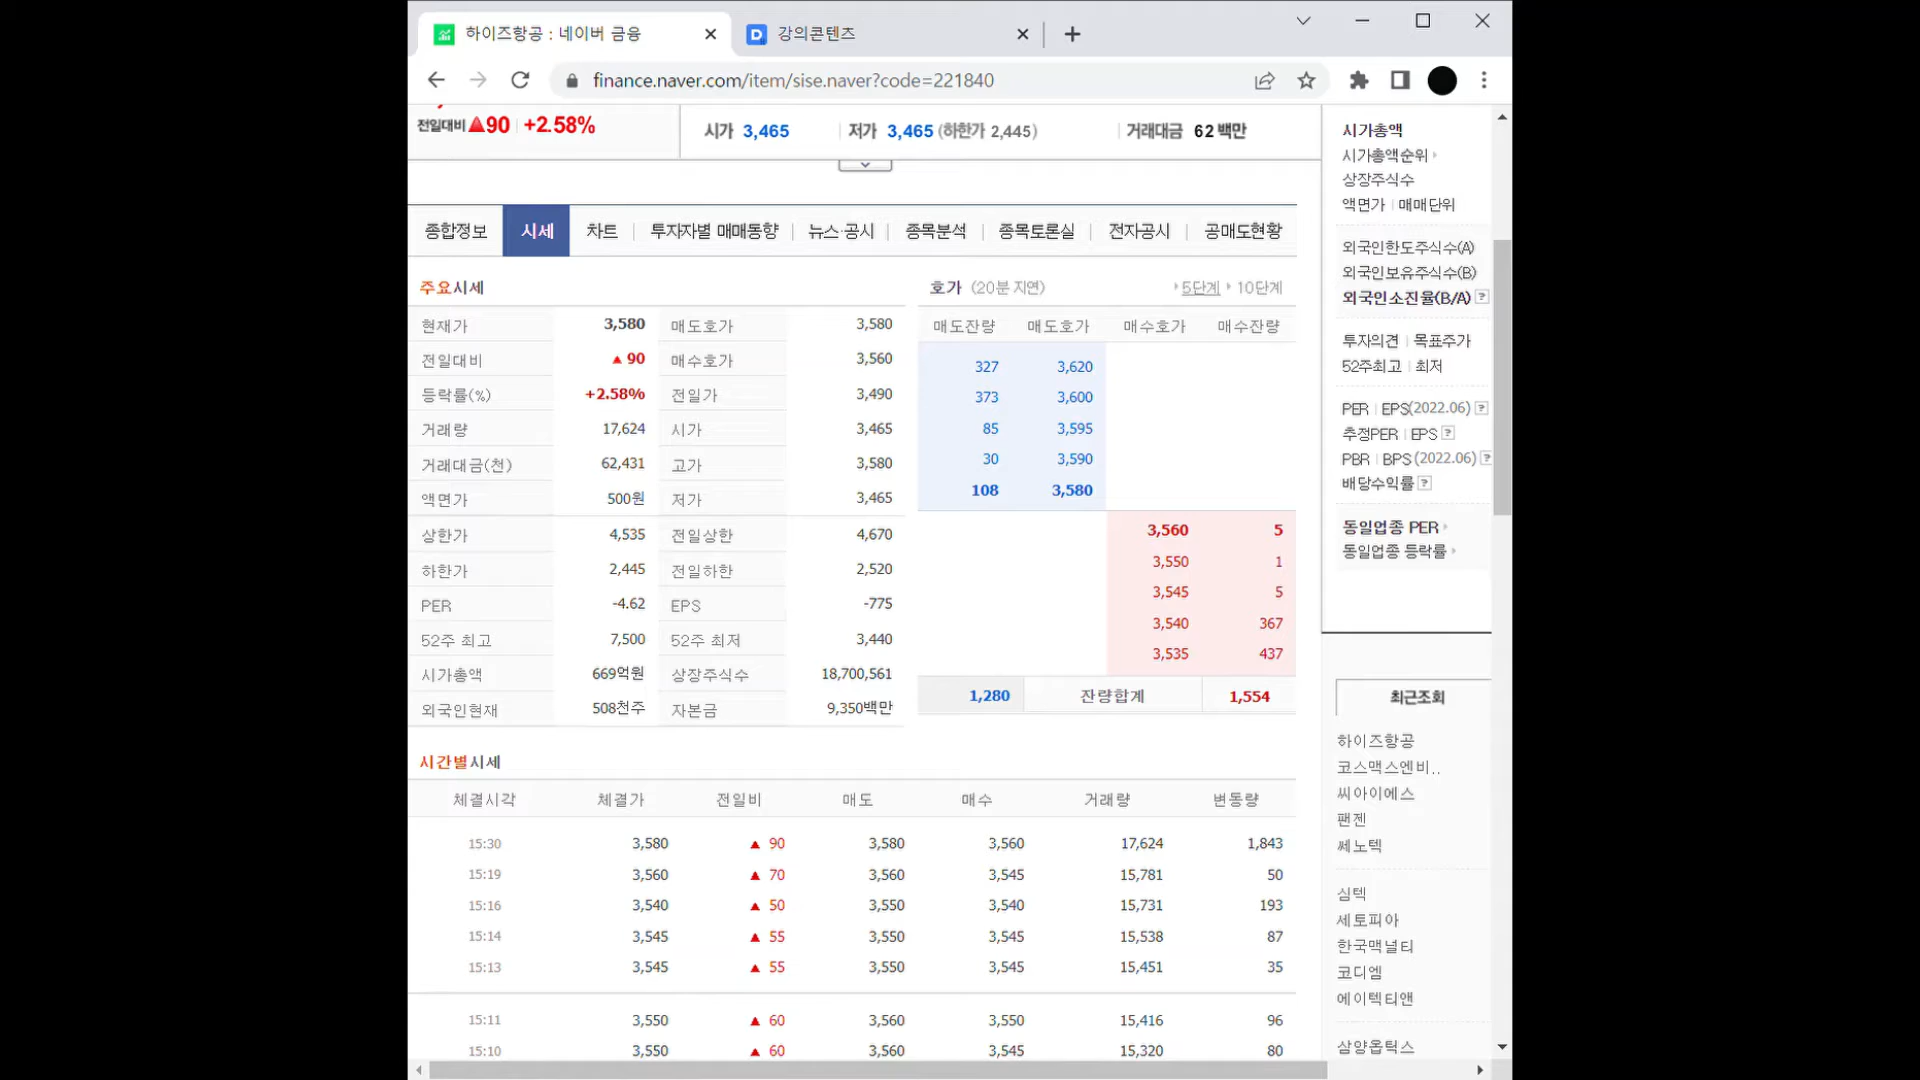 하이즈항공 : 네이버 금융
강의콘텐츠
finance.naver.com/item/sise.naver?code=221840
전일대비 ▲90 +2.58%
시가 3,465 저가 3,465 (하한가 2,445) 거래대금 62 백만
종합정보 시세 차트 투자자별 매매동향 뉴스·공시 종목분석 종목토론실 전자공시 공매도현황
주요시세
현재가 3,580 매도호가 3,580
전일대비 ▲ 90 매수호가 3,560
등락률(%) +2.58% 전일가 3,490
거래량 17,624 시가 3,465
거래대금(천) 62,431 고가 3,580
액면가 500원 저가 3,465
상한가 4,535 전일상한 4,670
하한가 2,445 전일하한 2,520
PER -4.62 EPS -775
52주 최고 7,500 52주 최저 3,440
시가총액 669억원 상장주식수 18,700,561
외국인현재 508천주 자본금 9,350백만
호가 (20분 지연) 5단계 10단계
매도잔량 매도호가 매수호가 매수잔량
327 3,620
373 3,600
85 3,595
30 3,590
108 3,580
3,560 5
3,550 1
3,545 5
3,540 367
3,535 437
1,280 잔량합계 1,554
시간별시세
체결시각 체결가 전일비 매도 매수 거래량 변동량
15:30 3,580 ▲ 90 3,580 3,560 17,624 1,843
15:19 3,560 ▲ 70 3,560 3,545 15,781 50
15:16 3,540 ▲ 50 3,550 3,540 15,731 193
15:14 3,545 ▲ 55 3,550 3,545 15,538 87
15:13 3,545 ▲ 55 3,550 3,545 15,451 35
15:11 3,550 ▲ 60 3,560 3,550 15,416 96
15:10 3,550 ▲ 60 3,560 3,545 15,320 80
시가총액
시가총액순위
상장주식수
액면가 매매단위
외국인한도주식수(A)
외국인보유주식수(B)
외국인소진율(B/A) ?
투자의견 목표주가
52주최고 최저
PER EPS(2022.06) ?
추정PER EPS ?
PBR BPS (2022.06) ?
배당수익률 ?
동일업종 PER
동일업종 등락률
최근조회
하이즈항공
코스맥스엔비..
씨아이에스
팬젠
쎄노텍
심텍
세토피아
한국맥널티
코디엠
에이텍티앤
삼양옵틱스